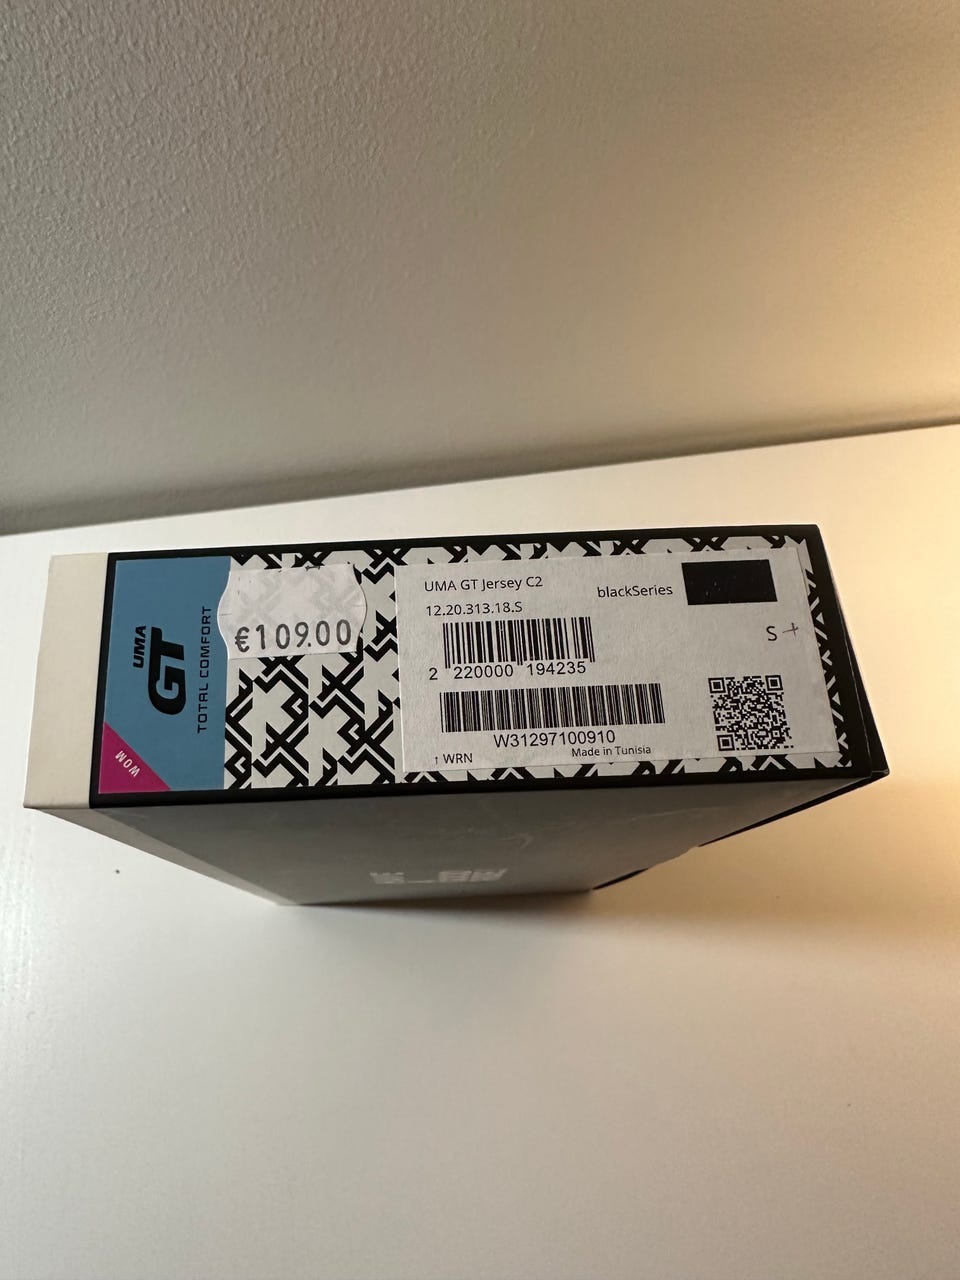 UMA
GT
TOTAL COMFORT
WOM
€109.00
UMA GT Jersey C2
12.20.313.18.S
blackSeries
S +
2 220000 194235
W31297100910
↑ WRN
Made in Tunisia